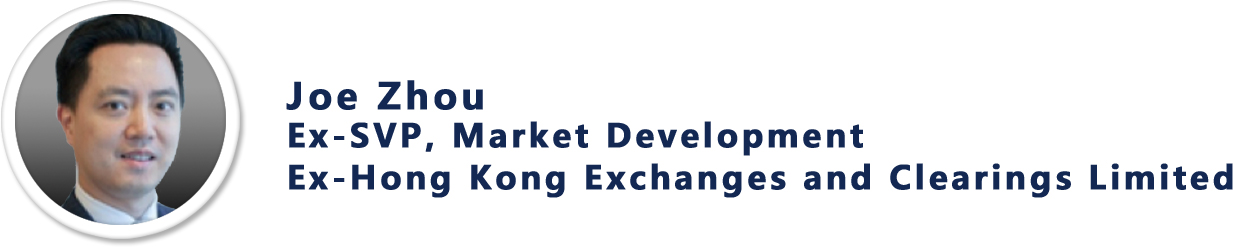 Joe Zhou
Ex-SVP, Market Development
Ex-Hong Kong Exchanges and Clearings Limited